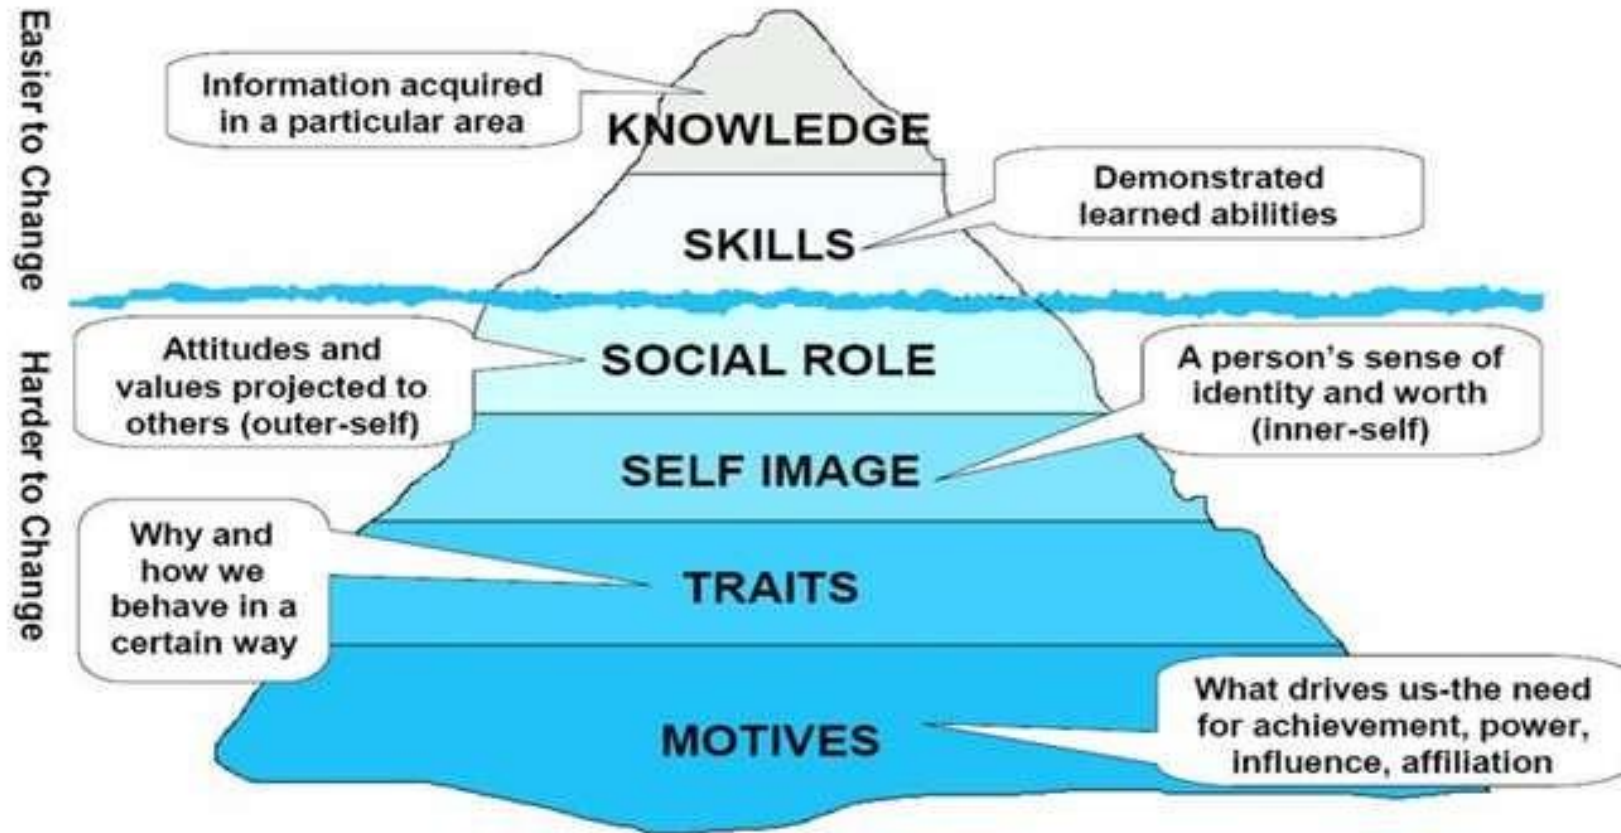 Easier to Change
Information acquired
in a particular area
KNOWLEDGE
Demonstrated
learned abilities
SKILLS
Harder to Change
Attitudes and
values projected to
others (outer-self)
SOCIAL ROLE
A person's sense of
identity and worth
(inner-self)
SELF IMAGE
Why and
how we
behave in a
certain way
TRAITS
What drives us-the need
for achievement, power,
influence, affiliation
MOTIVES